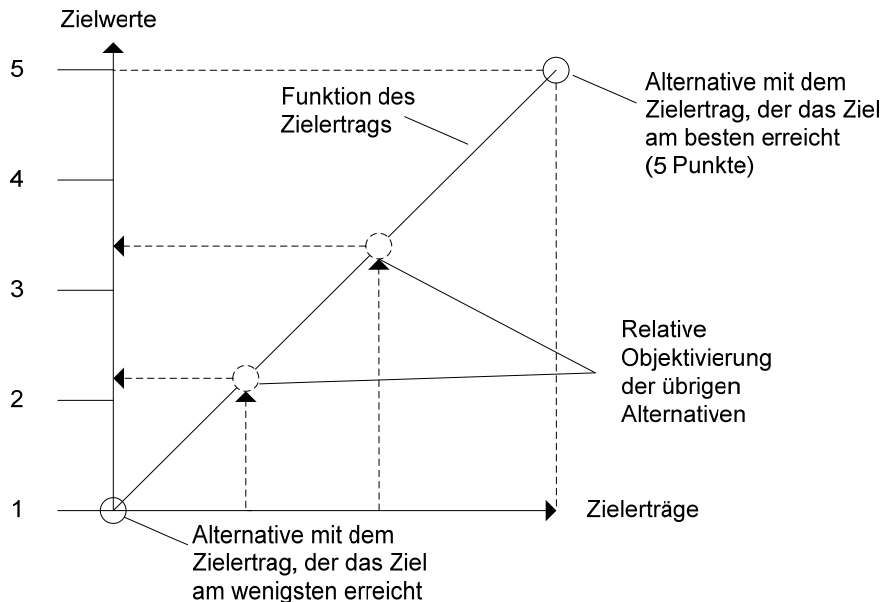 Zielwerte
5
4
3
2
1
Funktion des
Zielertrags
Alternative mit dem
Zielertrag, der das Ziel
am besten erreicht
(5 Punkte)
Relative
Objektivierung
der übrigen
Alternativen
Zielerträge
Alternative mit dem
Zielertrag, der das Ziel
am wenigsten erreicht